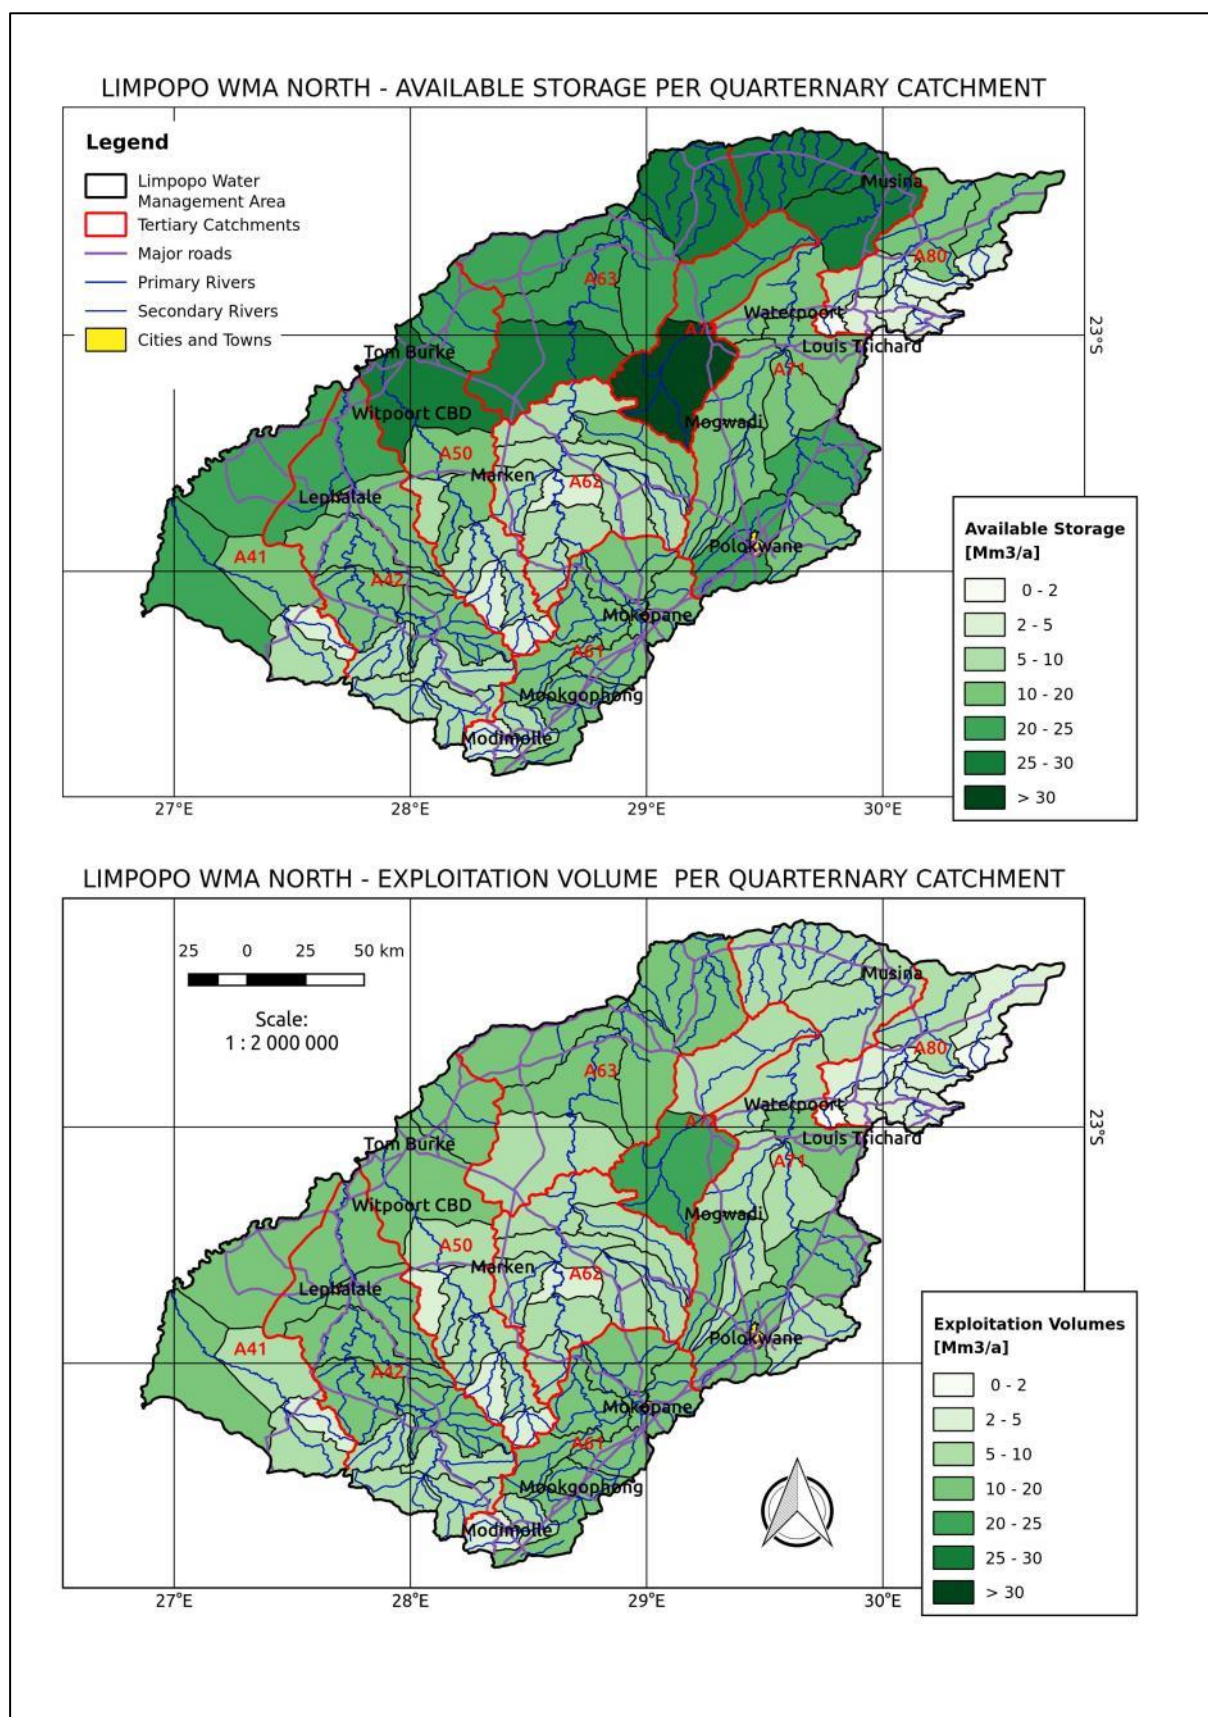 LIMPOPO WMA NORTH - AVAILABLE STORAGE PER QUARTERNARY CATCHMENT
Legend
Limpopo Water
Management Area
Tertiary Catchments
Major roads
Primary Rivers
Secondary Rivers
Cities and Towns
Musina
A80
A63
Waterpoort
23°S
Tom Burke
Louis Trichard
A71
Witpoort CBD
Mogwadi
A50
Marken
A62
Lephalale
Polokwane
A41
A42
Mokopane
A61
Mookgophong
Modimolle
27°E
28°E
29°E
30°E
Available Storage
[Mm3/a]
0 - 2
2 - 5
5 - 10
10 - 20
20 - 25
25 - 30
> 30
LIMPOPO WMA NORTH - EXPLOITATION VOLUME PER QUARTERNARY CATCHMENT
25 0 25 50 km
Scale:
1 : 2 000 000
Musina
A80
A63
Waterpoort
23°S
Tom Burke
Louis Trichard
A71
Witpoort CBD
Mogwadi
A50
Marken
A62
Lephalale
Polokwane
A41
A42
Mokopane
A61
Mookgophong
Modimolle
27°E
28°E
29°E
30°E
Exploitation Volumes
[Mm3/a]
0 - 2
2 - 5
5 - 10
10 - 20
20 - 25
25 - 30
> 30